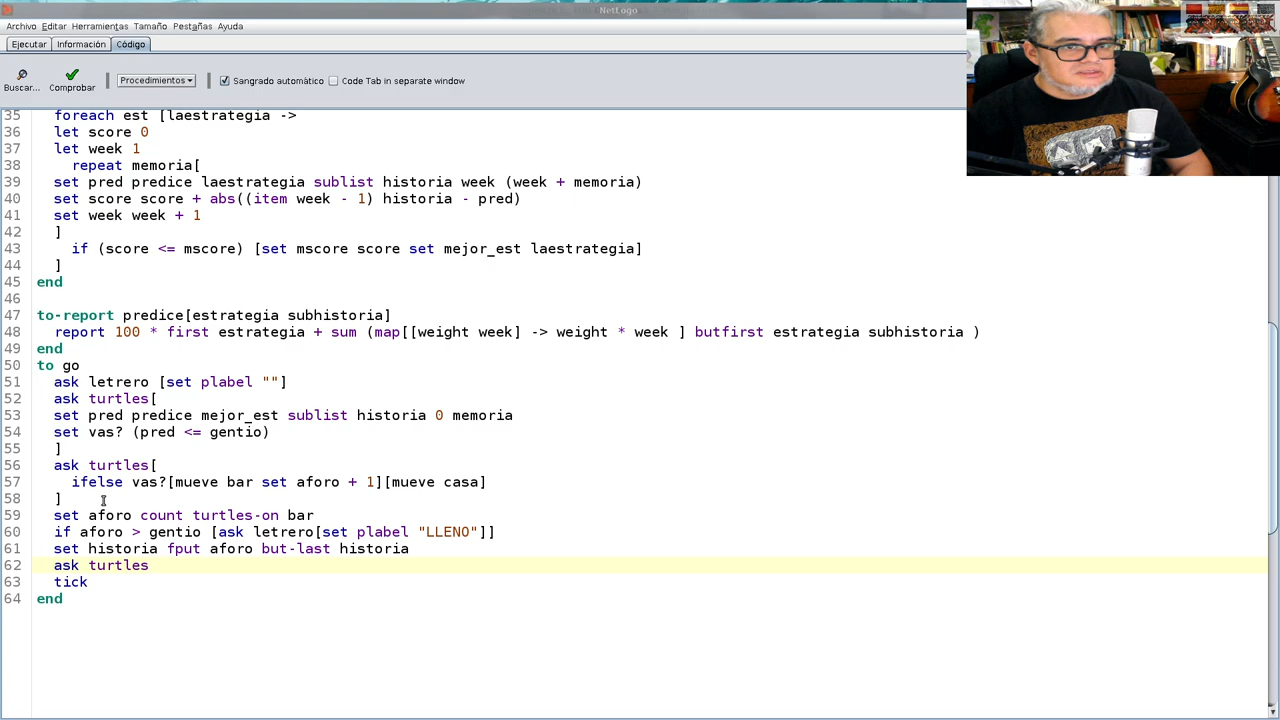 NetLogo
Archivo Editar Herramientas Tamaño Pestañas Ayuda
Ejecutar Información Código
Buscar... Comprobar Procedimientos Sangrado automático Code Tab in separate window
35 foreach est [laestrategia ->
36 let score 0
37 let week 1
38 repeat memoria[
39 set pred predice laestrategia sublist historia week (week + memoria)
40 set score score + abs((item week - 1) historia - pred)
41 set week week + 1
42 ]
43 if (score <= mscore) [set mscore score set mejor_est laestrategia]
44 ]
45 end
46
47 to-report predice[estrategia subhistoria]
48 report 100 * first estrategia + sum (map[[weight week] -> weight * week ] butfirst estrategia subhistoria )
49 end
50 to go
51 ask letrero [set plabel ""]
52 ask turtles[
53 set pred predice mejor_est sublist historia 0 memoria
54 set vas? (pred <= gentio)
55 ]
56 ask turtles[
57 ifelse vas?[mueve bar set aforo + 1][mueve casa]
58 ]
59 set aforo count turtles-on bar
60 if aforo > gentio [ask letrero[set plabel "LLENO"]]
61 set historia fput aforo but-last historia
62 ask turtles
63 tick
64 end